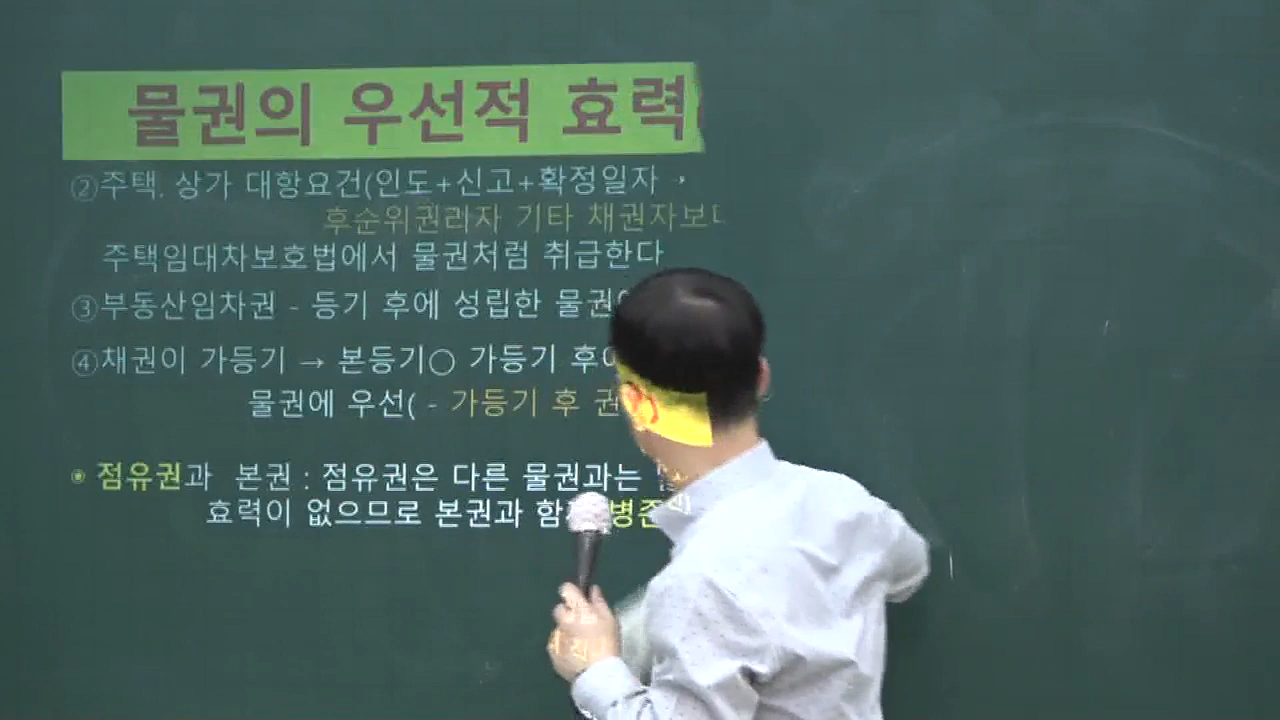 물권의 우선적 효력
②주택. 상가 대항요건(인도+신고+확정일자 →
후순위권리자 기타 채권자보다
주택임대차보호법에서 물권처럼 취급한다
③부동산임차권 - 등기 후에 성립한 물권에
④채권이 가등기 → 본등기○ 가등기 후에
물권에 우선( - 가등기 후 권
◉ 점유권과 본권 : 점유권은 다른 물권과는
효력이 없으므로 본권과 함께 병존